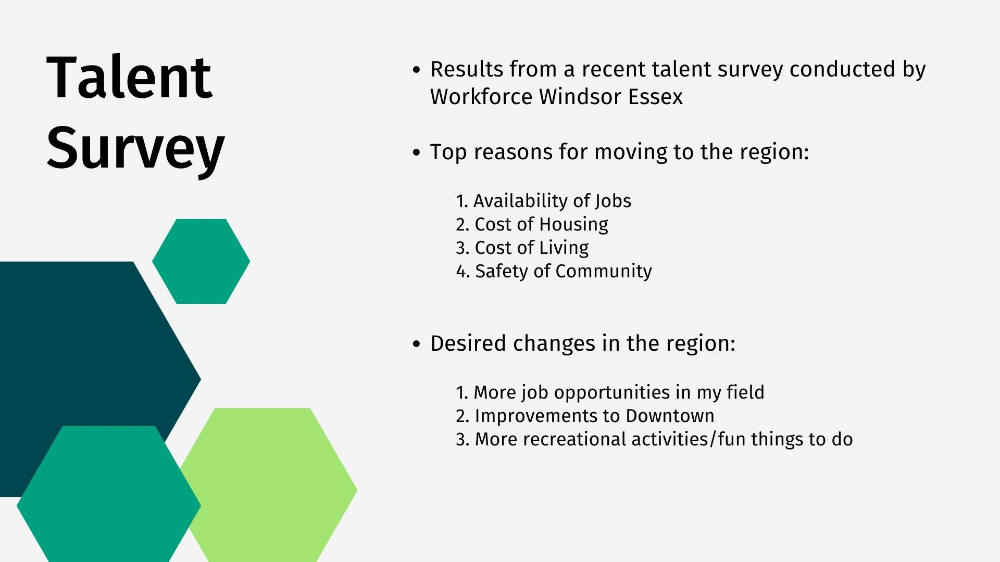 Talent
Survey
• Results from a recent talent survey conducted by
Workforce Windsor Essex
• Top reasons for moving to the region:
1. Availability of Jobs
2. Cost of Housing
3. Cost of Living
4. Safety of Community
• Desired changes in the region:
1. More job opportunities in my field
2. Improvements to Downtown
3. More recreational activities/fun things to do